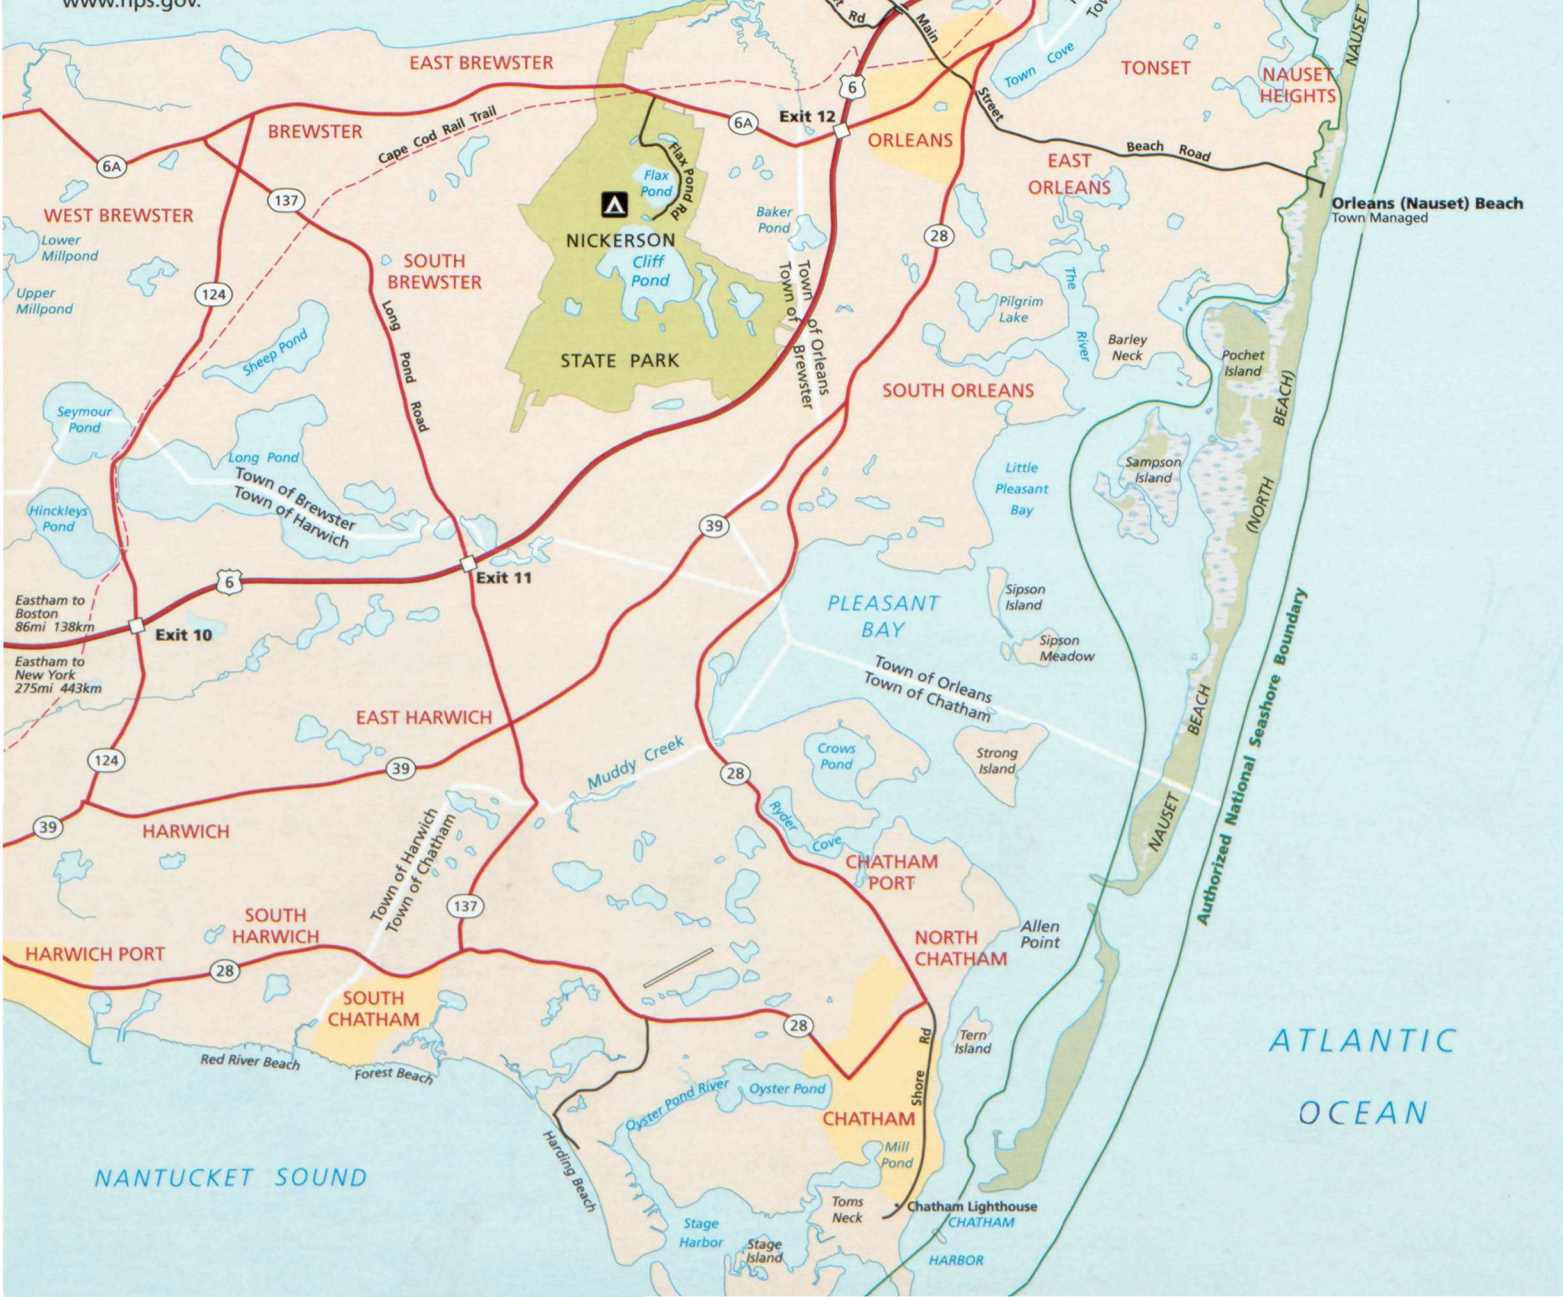 www.nps.gov.
Rd
Main
Town Cove
NAUSET
EAST BREWSTER
TONSET
NAUSET
HEIGHTS
6
Exit 12
Street
6A
BREWSTER
Cape Cod Rail Trail
ORLEANS
Beach Road
6A
Flax Pond Rd
EAST
ORLEANS
Flax
Pond
137
WEST BREWSTER
Orleans (Nauset) Beach
Town Managed
Baker
Pond
Lower
Millpond
NICKERSON
28
SOUTH
BREWSTER
Cliff
Pond
Town of Orleans
Town of Brewster
The River
124
Upper
Millpond
Pilgrim
Lake
Long Pond Road
Sheep Pond
Barley
Neck
Pochet
Island
STATE PARK
SOUTH ORLEANS
BEACH)
Seymour
Pond
Long Pond
Little
Pleasant
Bay
Sampson
Island
Town of Brewster
Town of Harwich
(NORTH
Hinckleys
Pond
39
6
Exit 11
Eastham to
Boston
86mi 138km
Exit 10
PLEASANT
BAY
Sipson
Island
Sipson
Meadow
Eastham to
New York
275mi 443km
Town of Orleans
Town of Chatham
Authorized National Seashore Boundary
BEACH
EAST HARWICH
Muddy Creek
Crows
Pond
Strong
Island
124
39
28
Ryder
Cove
NAUSET
39
HARWICH
Town of Harwich
Town of Chatham
CHATHAM
PORT
137
SOUTH
HARWICH
Allen
Point
HARWICH PORT
NORTH
CHATHAM
28
SOUTH
CHATHAM
28
Tern
Island
Shore Rd
ATLANTIC
OCEAN
Red River Beach
Forest Beach
Oyster Pond River
Oyster Pond
CHATHAM
Harding Beach
Mill
Pond
NANTUCKET SOUND
Toms
Neck
Chatham Lighthouse
CHATHAM
HARBOR
Stage
Harbor
Stage
Island